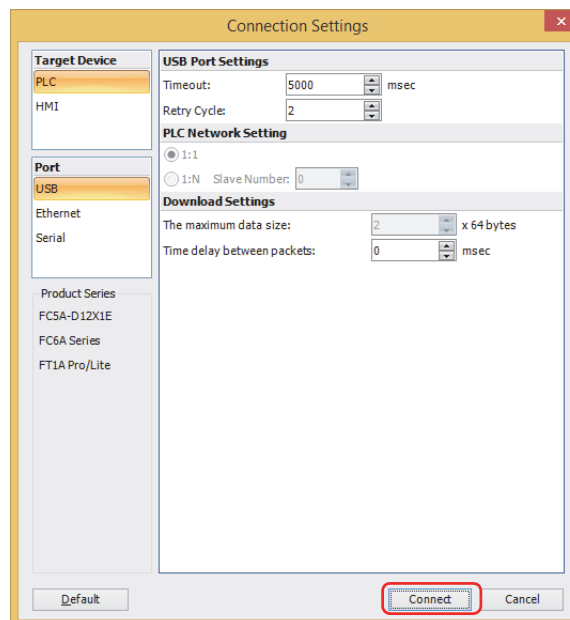 Connection Settings
Target Device
PLC
HMI
Port
USB
Ethernet
Serial
Product Series
FC5A-D12X1E
FC6A Series
FT1A Pro/Lite
USB Port Settings
Timeout: 5000 msec
Retry Cycle: 2
PLC Network Setting
1:1
1:N Slave Number: 0
Download Settings
The maximum data size: 2 x 64 bytes
Time delay between packets: 0 msec
Default Connect Cancel